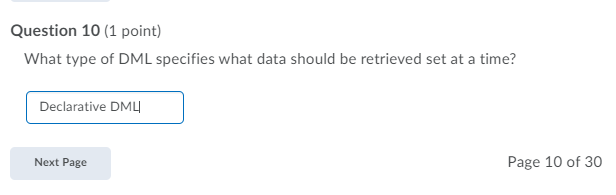 Question 10 (1 point)
What type of DML specifies what data should be retrieved set at a time?
Declarative DML
Next Page
Page 10 of 30